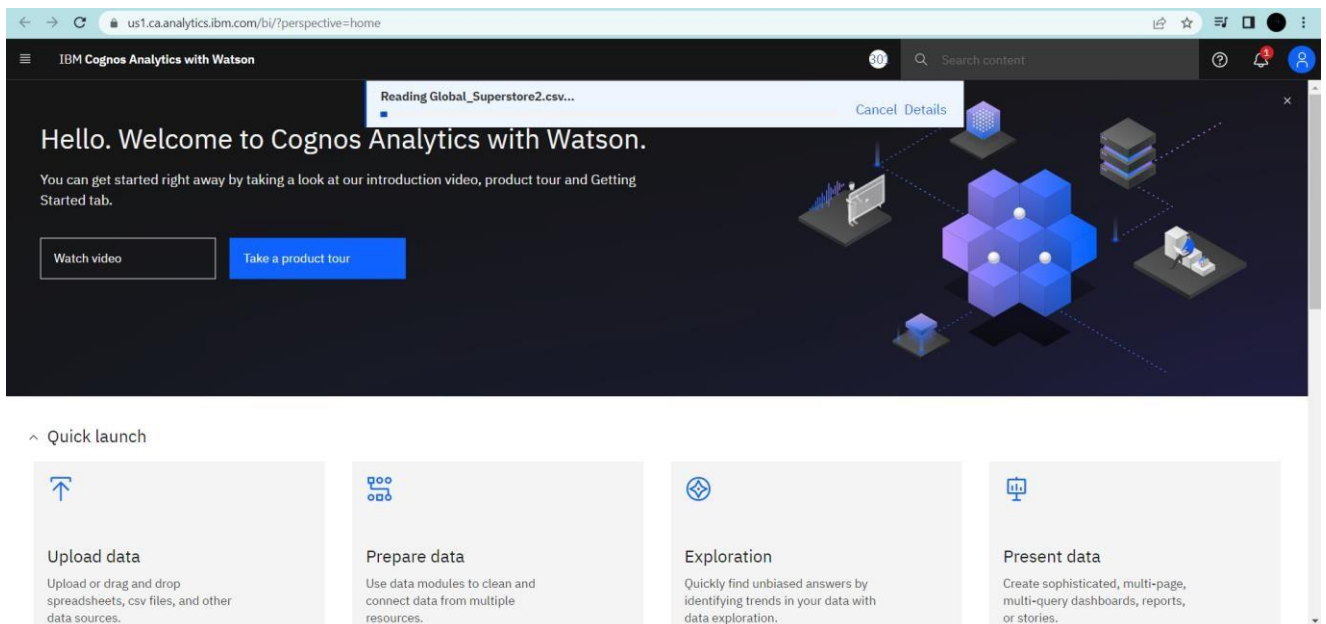 us1.ca.analytics.ibm.com/bi/?perspective=home
IBM Cognos Analytics with Watson
Search content
1
Reading Global_Superstore2.csv...
Cancel Details
Hello. Welcome to Cognos Analytics with Watson.
You can get started right away by taking a look at our introduction video, product tour and Getting
Started tab.
Watch video
Take a product tour
Quick launch
Upload data
Upload or drag and drop
spreadsheets, csv files, and other
data sources.
Prepare data
Use data modules to clean and
connect data from multiple
resources.
Exploration
Quickly find unbiased answers by
identifying trends in your data with
data exploration.
Present data
Create sophisticated, multi-page,
multi-query dashboards, reports,
or stories.